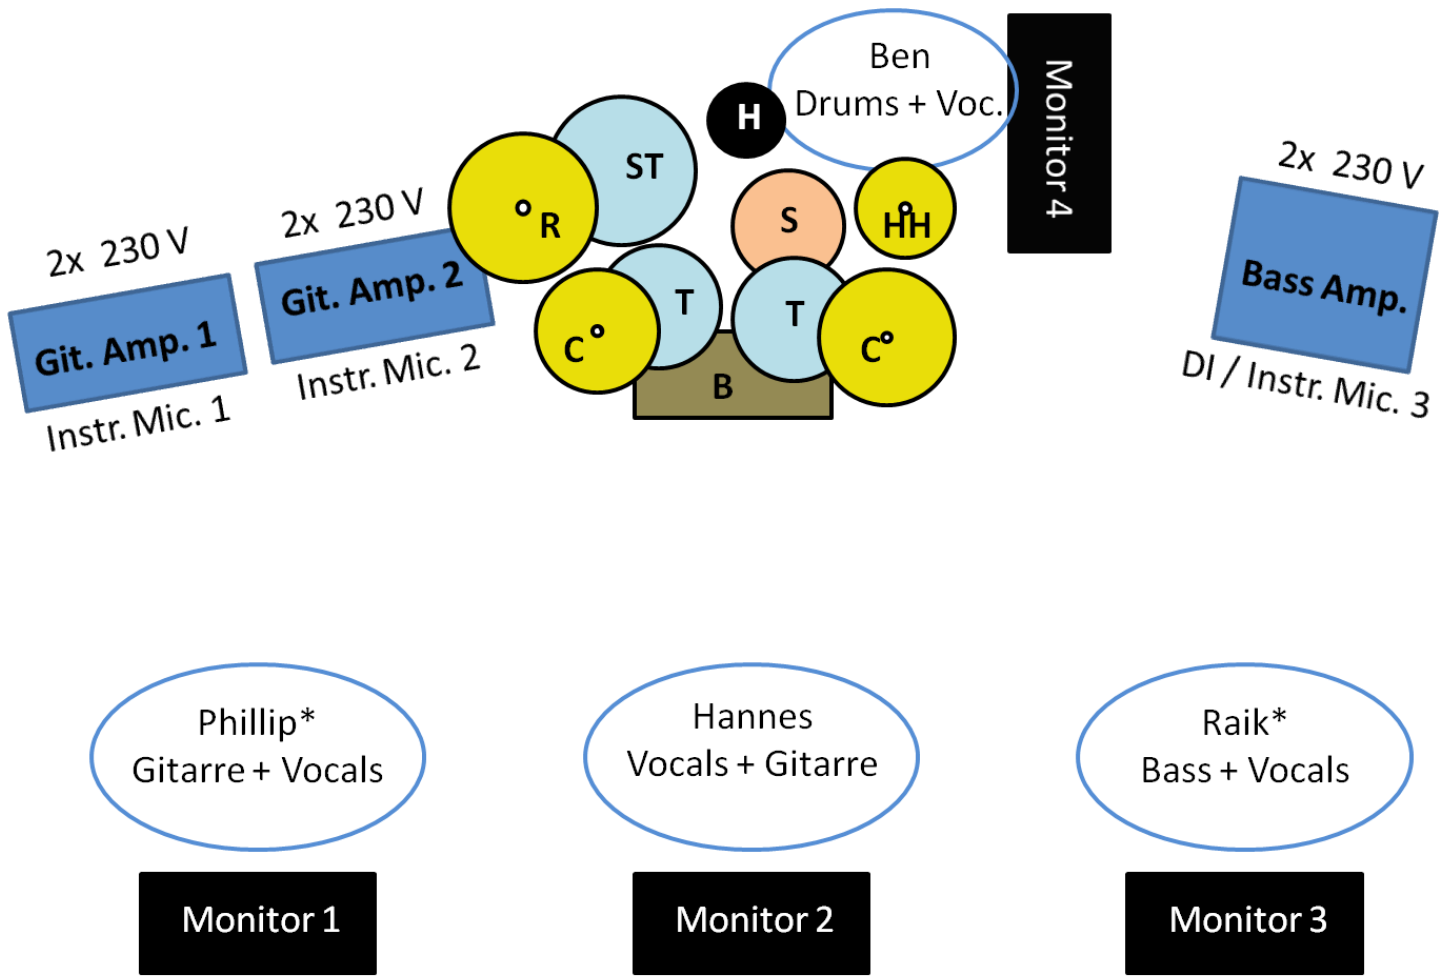 Ben
Drums + Voc.
Monitor 4
H
ST
R
S
HH
2x 230 V
2x 230 V
2x 230 V
Git. Amp. 1
Git. Amp. 2
Bass Amp.
T
T
C
C
B
Instr. Mic. 1
Instr. Mic. 2
DI / Instr. Mic. 3
Phillip*
Gitarre + Vocals
Hannes
Vocals + Gitarre
Raik*
Bass + Vocals
Monitor 1
Monitor 2
Monitor 3